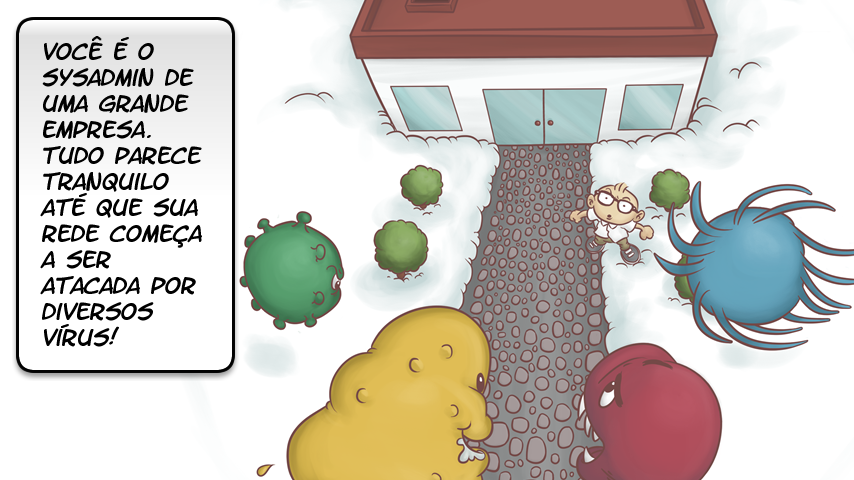 VOCÊ É O
SYSADMIN DE
UMA GRANDE
EMPRESA.
TUDO PARECE
TRANQUILO
ATÉ QUE SUA
REDE COMEÇA
A SER
ATACADA POR
DIVERSOS
VÍRUS!